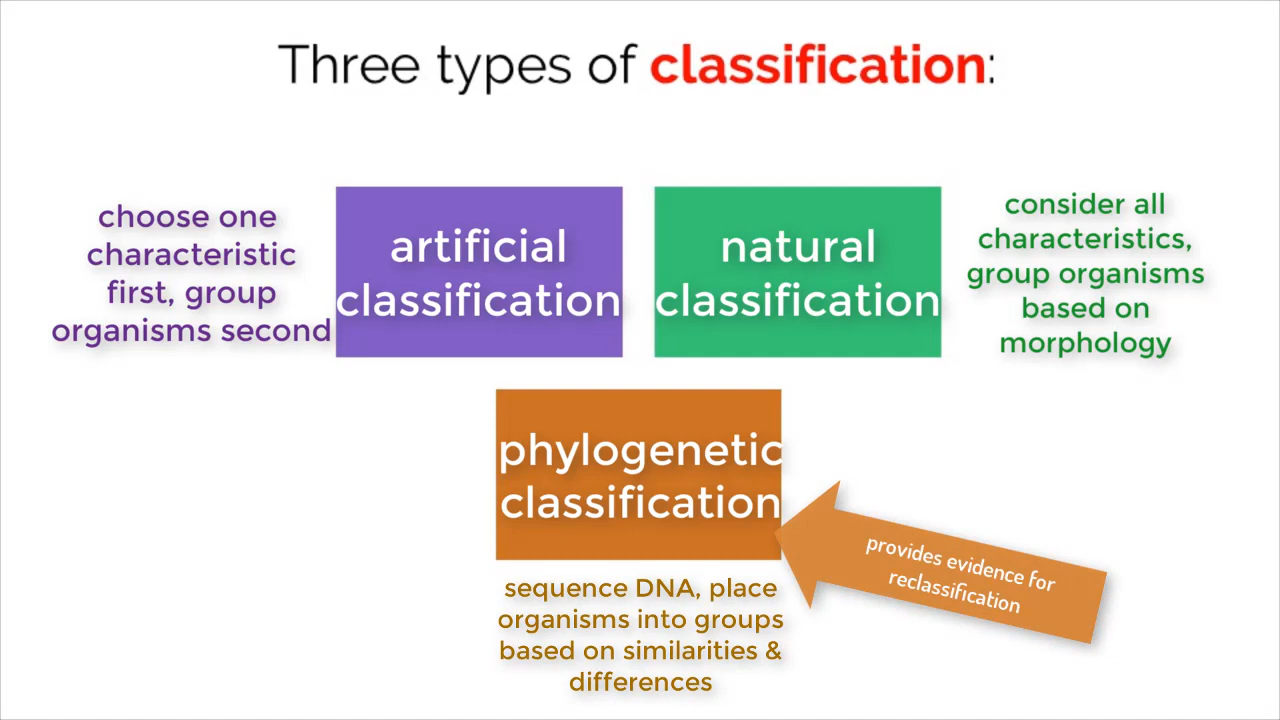 Three types of classification:
choose one
characteristic
first, group
organisms second
artificial
classification
natural
classification
consider all
characteristics,
group organisms
based on
morphology
phylogenetic
classification
provides evidence for
reclassification
sequence DNA, place
organisms into groups
based on similarities &
differences